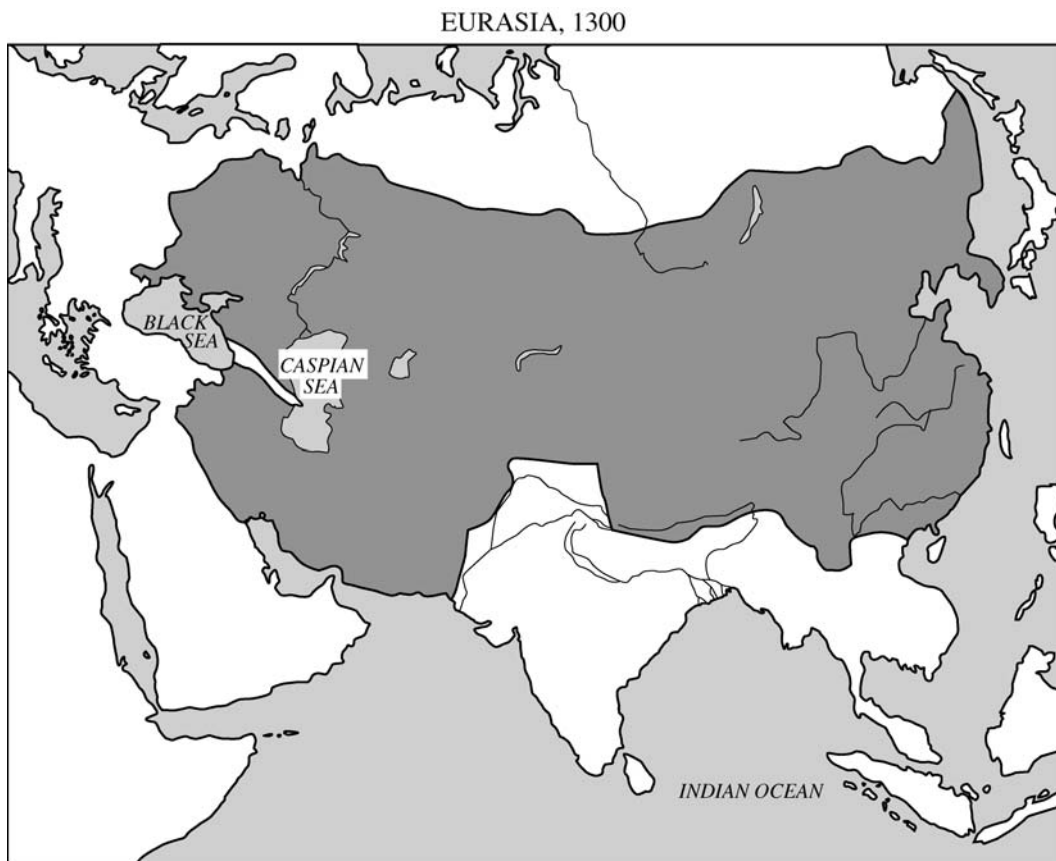 EURASIA, 1300
BLACK
SEA
CASPIAN
SEA
INDIAN OCEAN